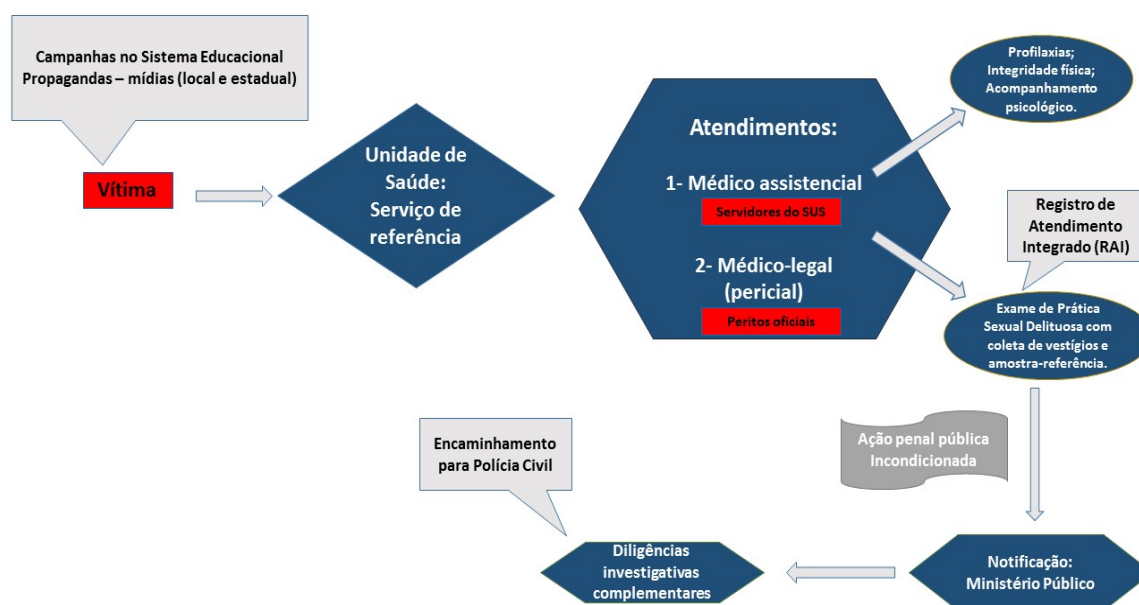 Campanhas no Sistema Educacional
Propagandas – mídias (local e estadual)
Vítima
Unidade de
Saúde:
Serviço de
referência
Atendimentos:
1- Médico assistencial
Servidores do SUS
2- Médico-legal
(pericial)
Peritos oficiais
Profilaxias;
Integridade física;
Acompanhamento
psicológico.
Registro de
Atendimento
Integrado (RAI)
Exame de Prática
Sexual Delituosa com
coleta de vestígios e
amostra-referência.
Ação penal pública
Incondicionada
Notificação:
Ministério Público
Encaminhamento
para Polícia Civil
Diligências
investigativas
complementares